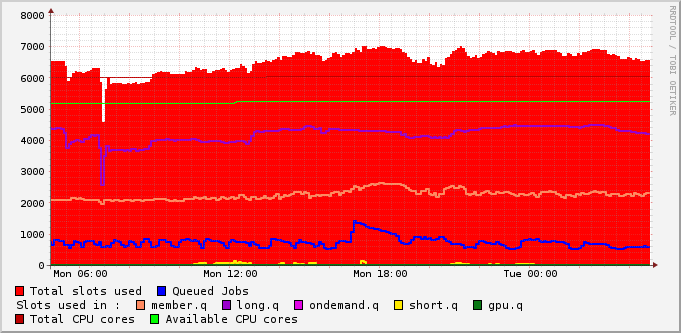 8000
7000
6000
5000
4000
3000
2000
1000
0
Mon 06:00 Mon 12:00 Mon 18:00 Tue 00:00
Total slots used Queued Jobs
Slots used in : member.q long.q ondemand.q short.q gpu.q
Total CPU cores Available CPU cores
RRDTOOL / TOBI OETIKER